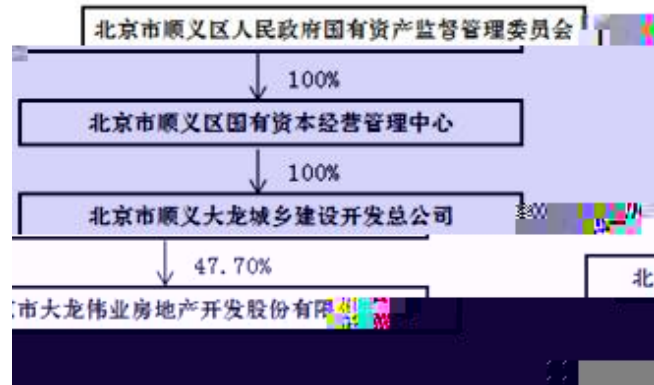 北京市顺义区人民政府国有资产监督管理委员会
100%
北京市顺义区国有资本经营管理中心
100%
北京市顺义大龙城乡建设开发总公司
47.70%
北
市大龙伟业房地产开发股份有限